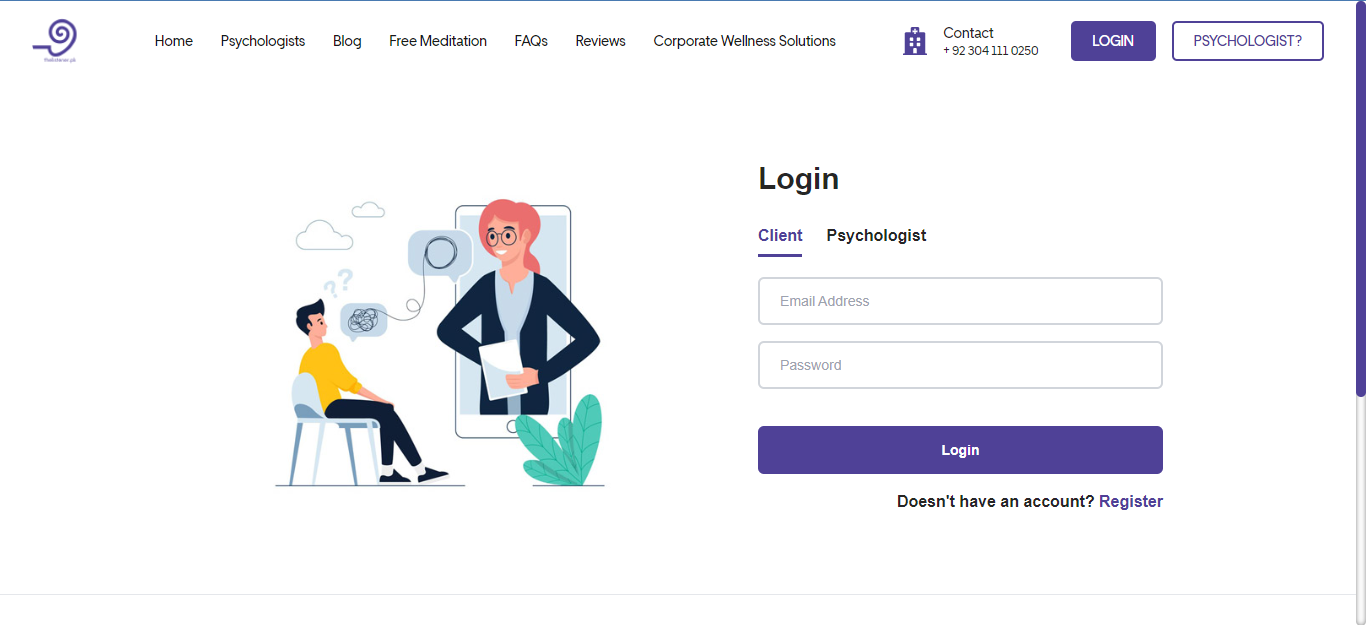 Home Psychologists Blog Free Meditation FAQs Reviews Corporate Wellness Solutions
Contact
+ 92 304 111 0250
LOGIN
PSYCHOLOGIST?
??
Login
Client Psychologist
Email Address
Password
Login
Doesn't have an account? Register